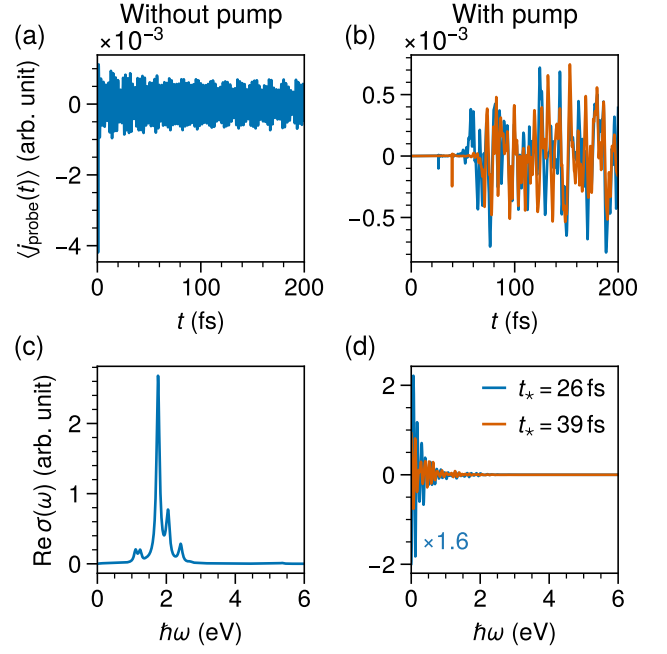 Without pump
With pump
(a)
×10⁻³
(b)
×10⁻³
⟨j_probe(t)⟩ (arb. unit)
0
−2
−4
0.5
0
−0.5
0
100
200
0
100
200
t (fs)
t (fs)
(c)
(d)
Re σ(ω) (arb. unit)
2
1
0
2
0
−2
t⋆ = 26 fs
t⋆ = 39 fs
×1.6
0
2
4
6
0
2
4
6
ℏω (eV)
ℏω (eV)